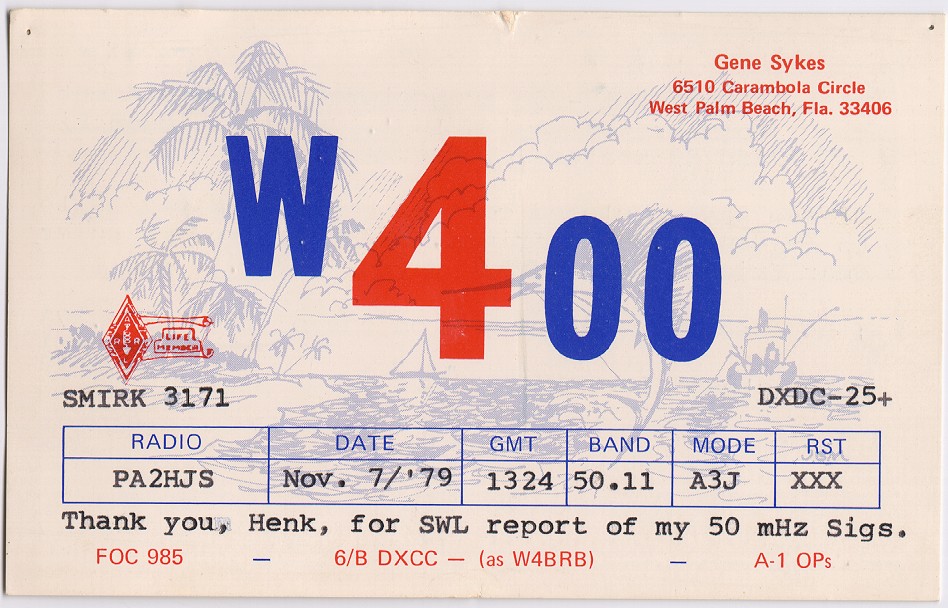 Gene Sykes
6510 Carambola Circle
West Palm Beach, Fla. 33406
W4OO
LIFE
MEMBER
SMIRK 3171
DXDC-25+
RADIO DATE GMT BAND MODE RST
PA2HJS Nov. 7/'79 1324 50.11 A3J XXX
Thank you, Henk, for SWL report of my 50 mHz Sigs.
FOC 985 — 6/B DXCC — (as W4BRB) — A-1 OPs